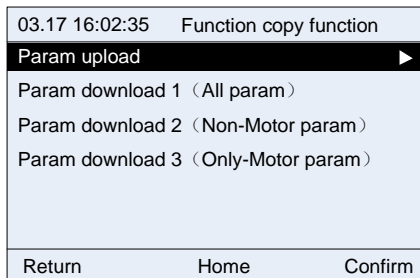 03.17 16:02:35 Function copy function
Param upload
Param download 1（All param）
Param download 2（Non-Motor param）
Param download 3（Only-Motor param）
Return Home Confirm